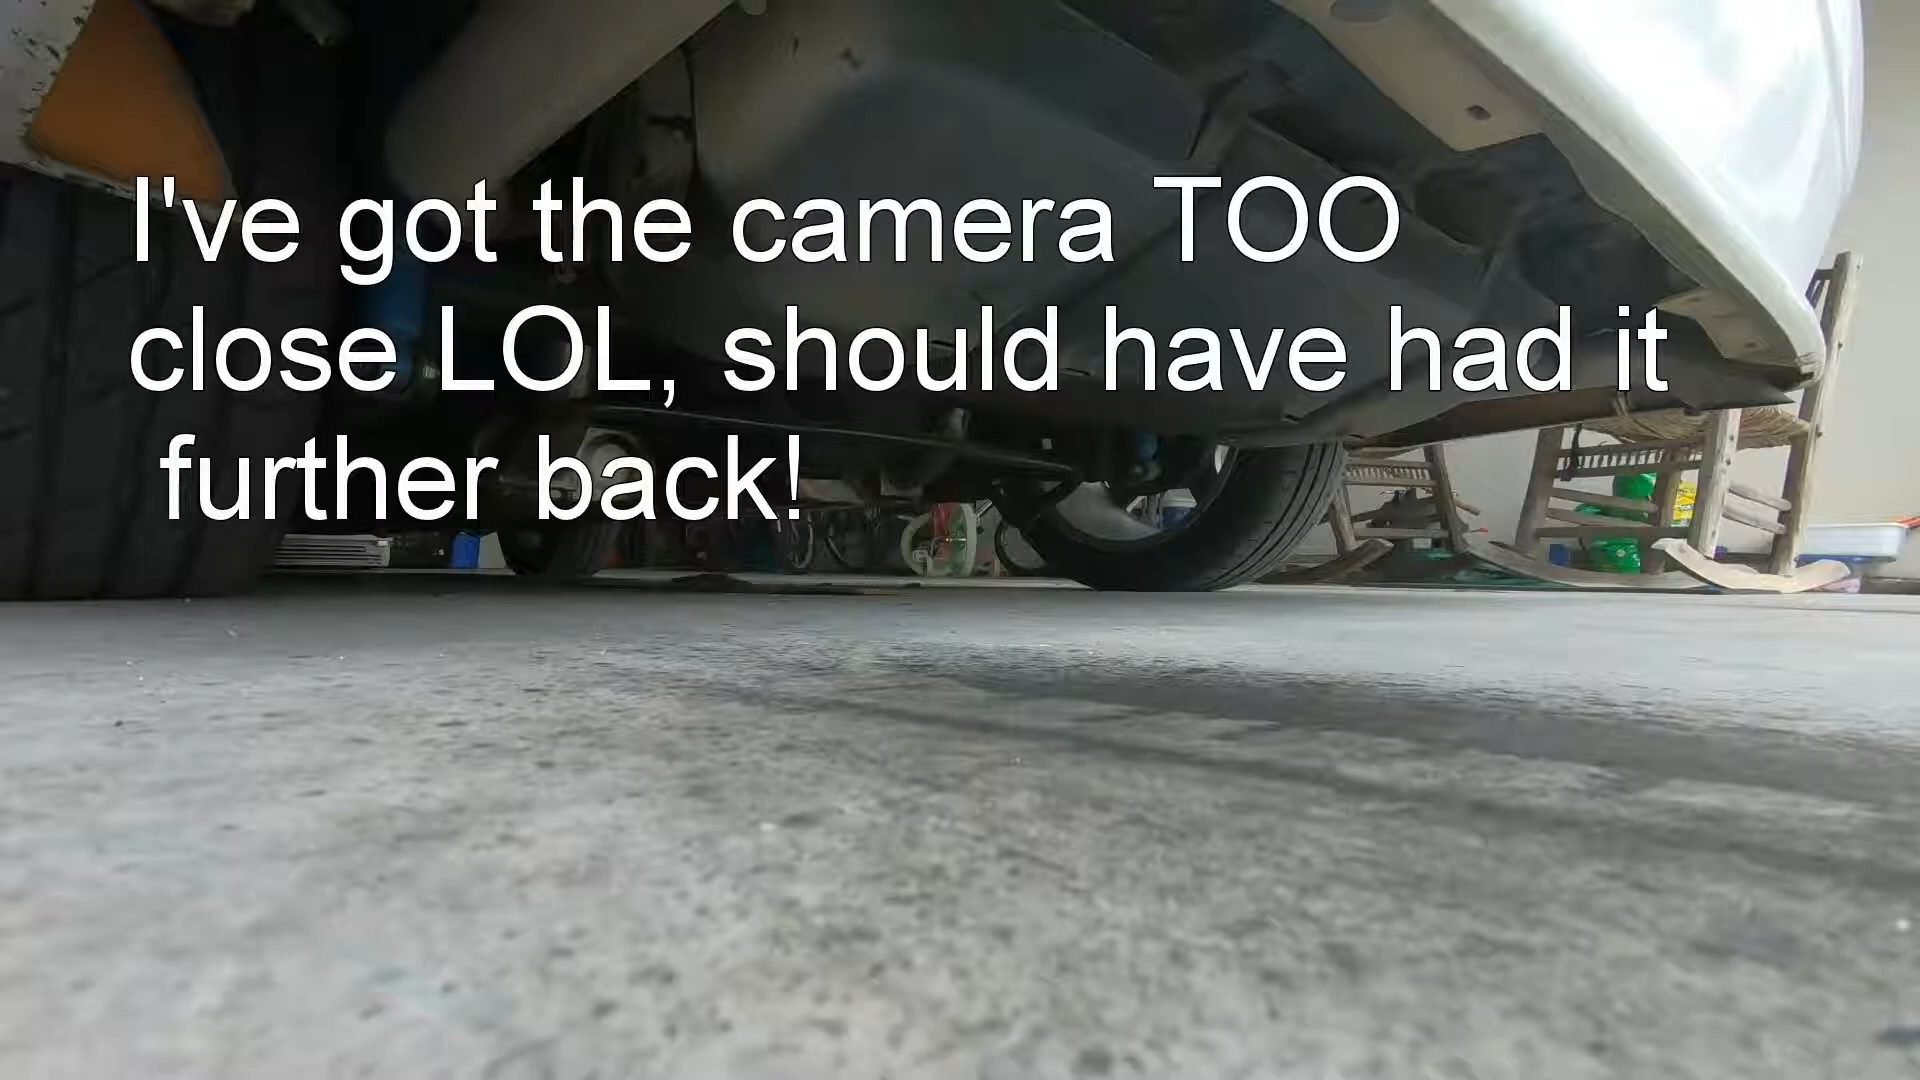 I've got the camera TOO
close LOL, should have had it
further back!